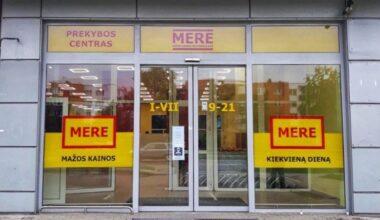 PREKYBOS
CENTRAS
MERE
I-VII 9-21
MERE
MAŽOS KAINOS
MERE
KIEKVIENĄ DIENĄ